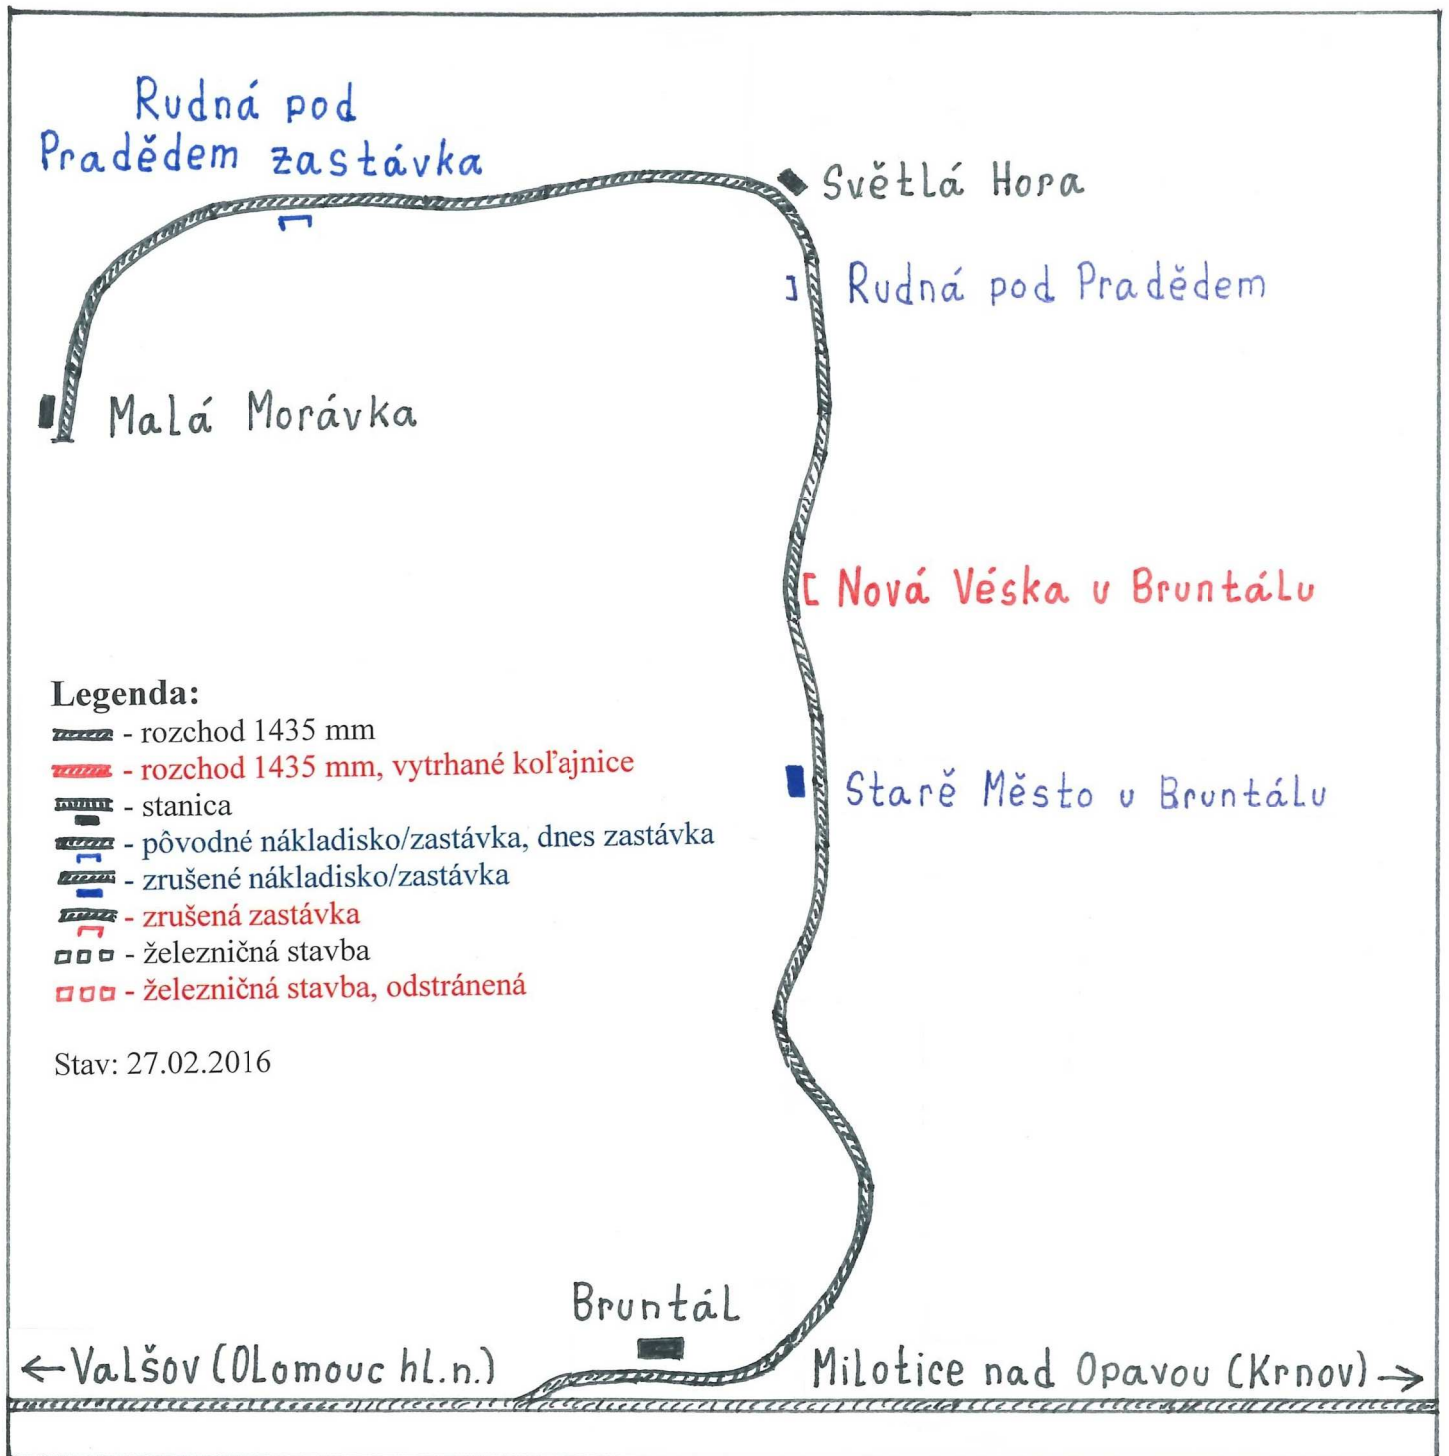 Rudná pod
Pradědem zastávka
Světlá Hora
Rudná pod Pradědem
Malá Morávka
Nová Véska u Bruntálu
Legenda:
- rozchod 1435 mm
- rozchod 1435 mm, vytrhané koľajnice
- stanica
- pôvodné nákladisko/zastávka, dnes zastávka
- zrušené nákladisko/zastávka
- zrušená zastávka
- železničná stavba
- železničná stavba, odstránená
Stav: 27.02.2016
Starě Město u Bruntálu
Bruntál
←Valšov (Olomouc hl.n.)
Milotice nad Opavou (Krnov)→